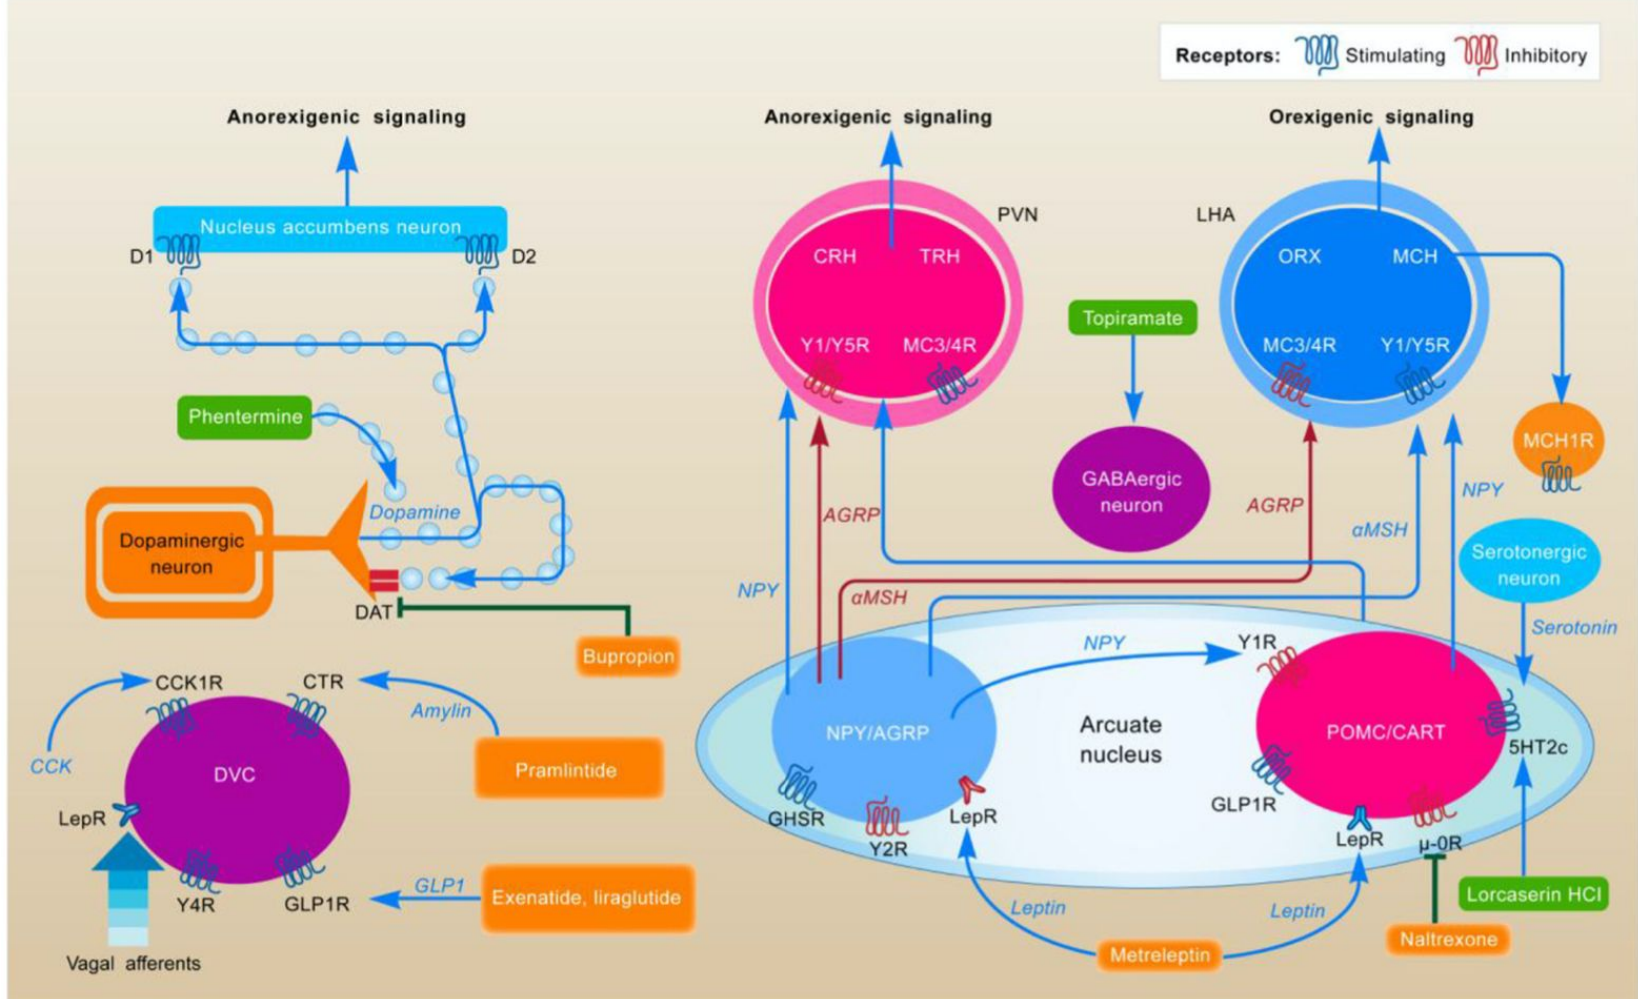 Receptors: Stimulating Inhibitory
Anorexigenic signaling
Anorexigenic signaling
Orexigenic signaling
Nucleus accumbens neuron
D1
D2
PVN
LHA
CRH
TRH
Y1/Y5R
MC3/4R
ORX
MCH
MC3/4R
Y1/Y5R
Topiramate
Phentermine
MCH1R
GABAergic
neuron
Dopamine
Dopaminergic
neuron
DAT
Bupropion
AGRP
NPY
αMSH
AGRP
αMSH
NPY
Serotonergic
neuron
Serotonin
CCK1R
CTR
Amylin
CCK
DVC
Pramlintide
LepR
Y4R
GLP1R
GLP1
Exenatide, liraglutide
Vagal afferents
NPY
Y1R
NPY/AGRP
Arcuate
nucleus
POMC/CART
5HT2c
GHSR
Y2R
LepR
GLP1R
LepR
μ-0R
Leptin
Leptin
Lorcaserin HCl
Metreleptin
Naltrexone